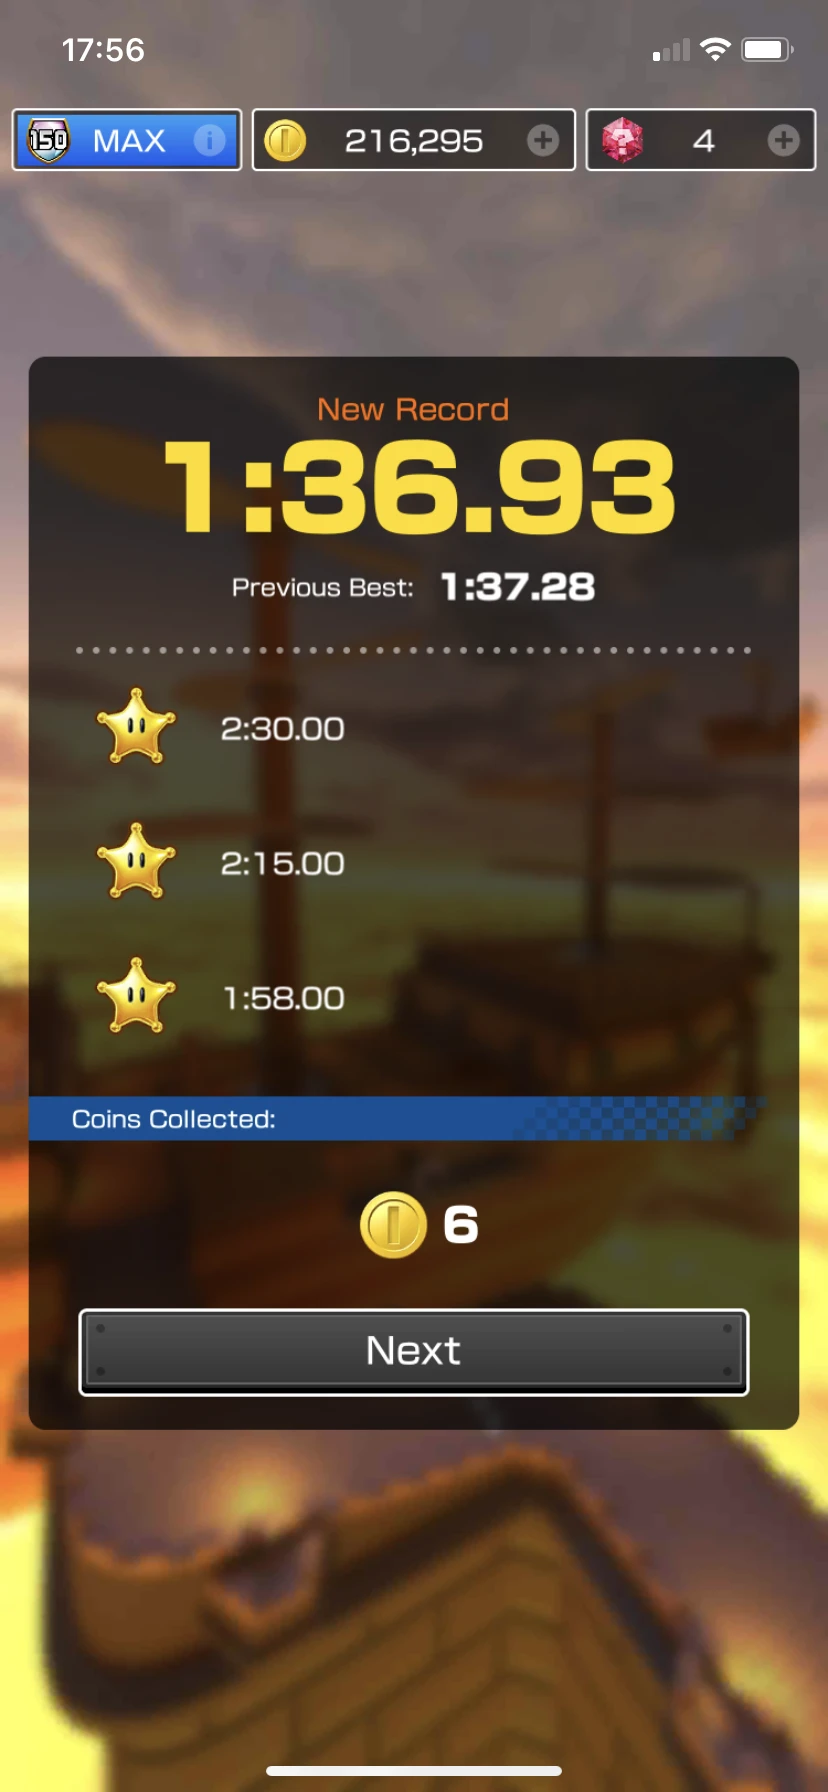 17:56
150 MAX i 216,295 + 4 +
New Record
1:36.93
Previous Best: 1:37.28
2:30.00
2:15.00
1:58.00
Coins Collected:
6
Next